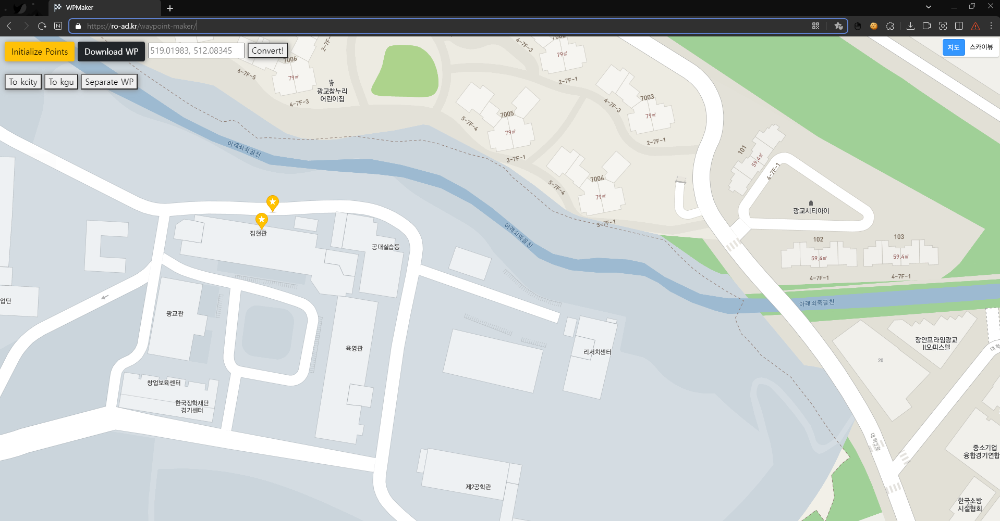 WPMaker
https://ro-ad.kr/waypoint-maker/
Initialize Points
Download WP
519.01983, 512.08345
Convert!
지도
스카이뷰
To kcity
To kgu
Separate WP
7006
79㎡
6-7F-5
4-7F-3
광교참누리
어린이집
4-7F-3
79㎡
2-7F-1
4-7F-3
7003
79㎡
2-7F-1
7005
79㎡
5-7F-4
3-7F-1
7004
79㎡
5-7F-4
3-7F-1
101
59.4㎡
4-7F-1
광교시티아이
102
59.4㎡
4-7F-1
103
59.4㎡
4-7F-1
아래쇠죽골천
아래쇠죽골천
아래쇠죽골천
집현관
공대실습동
업단
광교관
육영관
리서치센터
창업보육센터
한국장학재단
경기센터
제2공학관
장안프라임광교
II오피스텔
20
대학3로
중소기업
융합경기연합
한국소방
시설협회